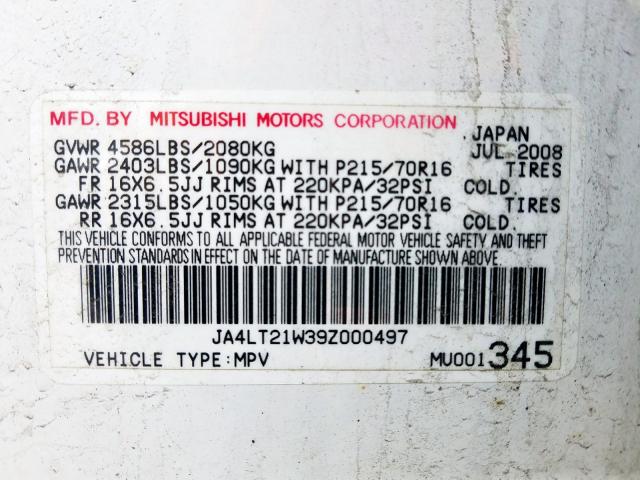 MFD. BY MITSUBISHI MOTORS CORPORATION JAPAN
GVWR 4586LBS/2080KG JUL 2008
GAWR 2403LBS/1090KG WITH P215/70R16 TIRES
FR 16X6.5JJ RIMS AT 220KPA/32PSI COLD.
GAWR 2315LBS/1050KG WITH P215/70R16 TIRES
RR 16X6.5JJ RIMS AT 220KPA/32PSI COLD.
THIS VEHICLE CONFORMS TO ALL APPLICABLE FEDERAL MOTOR VEHICLE SAFETY AND THEFT
PREVENTION STANDARDS IN EFFECT ON THE DATE OF MANUFACTURE SHOWN ABOVE.
JA4LT21W39Z000497
VEHICLE TYPE:MPV MU001345